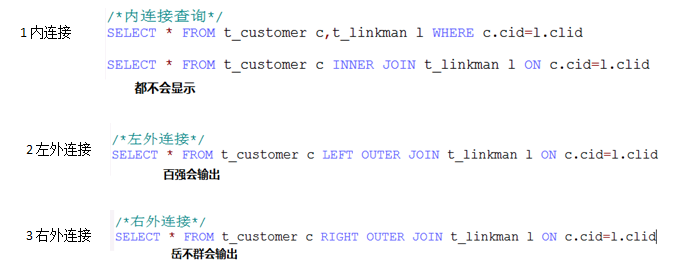 /*内连接查询*/
1内连接 SELECT * FROM t_customer c,t_linkman l WHERE c.cid=l.clid
SELECT * FROM t_customer c INNER JOIN t_linkman l ON c.cid=l.clid
都不会显示
/*左外连接*/
2左外连接 SELECT * FROM t_customer c LEFT OUTER JOIN t_linkman l ON c.cid=l.clid
百强会输出
/*右外连接*/
3右外连接 SELECT * FROM t_customer c RIGHT OUTER JOIN t_linkman l ON c.cid=l.clid
岳不群会输出